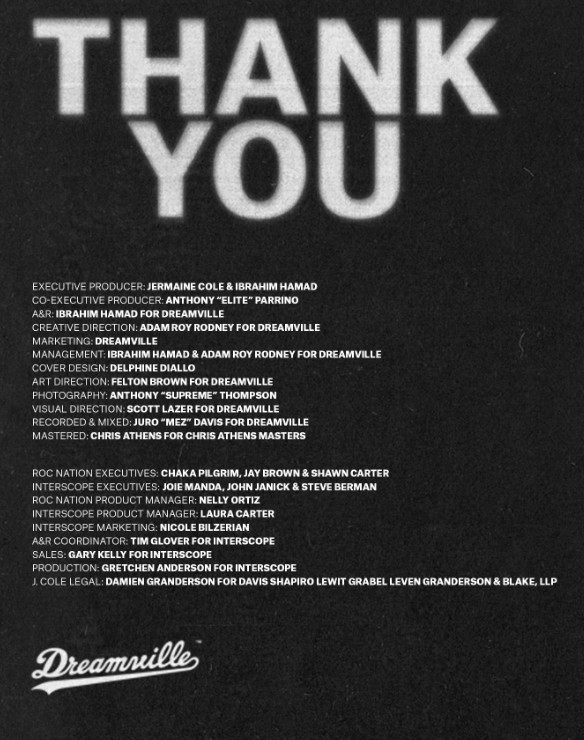 THANK
YOU
EXECUTIVE PRODUCER: JERMAINE COLE & IBRAHIM HAMAD
CO-EXECUTIVE PRODUCER: ANTHONY “ELITE” PARRINO
A&R: IBRAHIM HAMAD FOR DREAMVILLE
CREATIVE DIRECTION: ADAM ROY RODNEY FOR DREAMVILLE
MARKETING: DREAMVILLE
MANAGEMENT: IBRAHIM HAMAD & ADAM ROY RODNEY FOR DREAMVILLE
COVER DESIGN: DELPHINE DIALLO
ART DIRECTION: FELTON BROWN FOR DREAMVILLE
PHOTOGRAPHY: ANTHONY “SUPREME” THOMPSON
VISUAL DIRECTION: SCOTT LAZER FOR DREAMVILLE
RECORDED & MIXED: JURO “MEZ” DAVIS FOR DREAMVILLE
MASTERED: CHRIS ATHENS FOR CHRIS ATHENS MASTERS
ROC NATION EXECUTIVES: CHAKA PILGRIM, JAY BROWN & SHAWN CARTER
INTERSCOPE EXECUTIVES: JOIE MANDA, JOHN JANICK & STEVE BERMAN
ROC NATION PRODUCT MANAGER: NELLY ORTIZ
INTERSCOPE PRODUCT MANAGER: LAURA CARTER
INTERSCOPE MARKETING: NICOLE BILZERIAN
A&R COORDINATOR: TIM GLOVER FOR INTERSCOPE
SALES: GARY KELLY FOR INTERSCOPE
PRODUCTION: GRETCHEN ANDERSON FOR INTERSCOPE
J. COLE LEGAL: DAMIEN GRANDERSON FOR DAVIS SHAPIRO LEWIT GRABEL LEVEN GRANDERSON & BLAKE, LLP
Dreamville